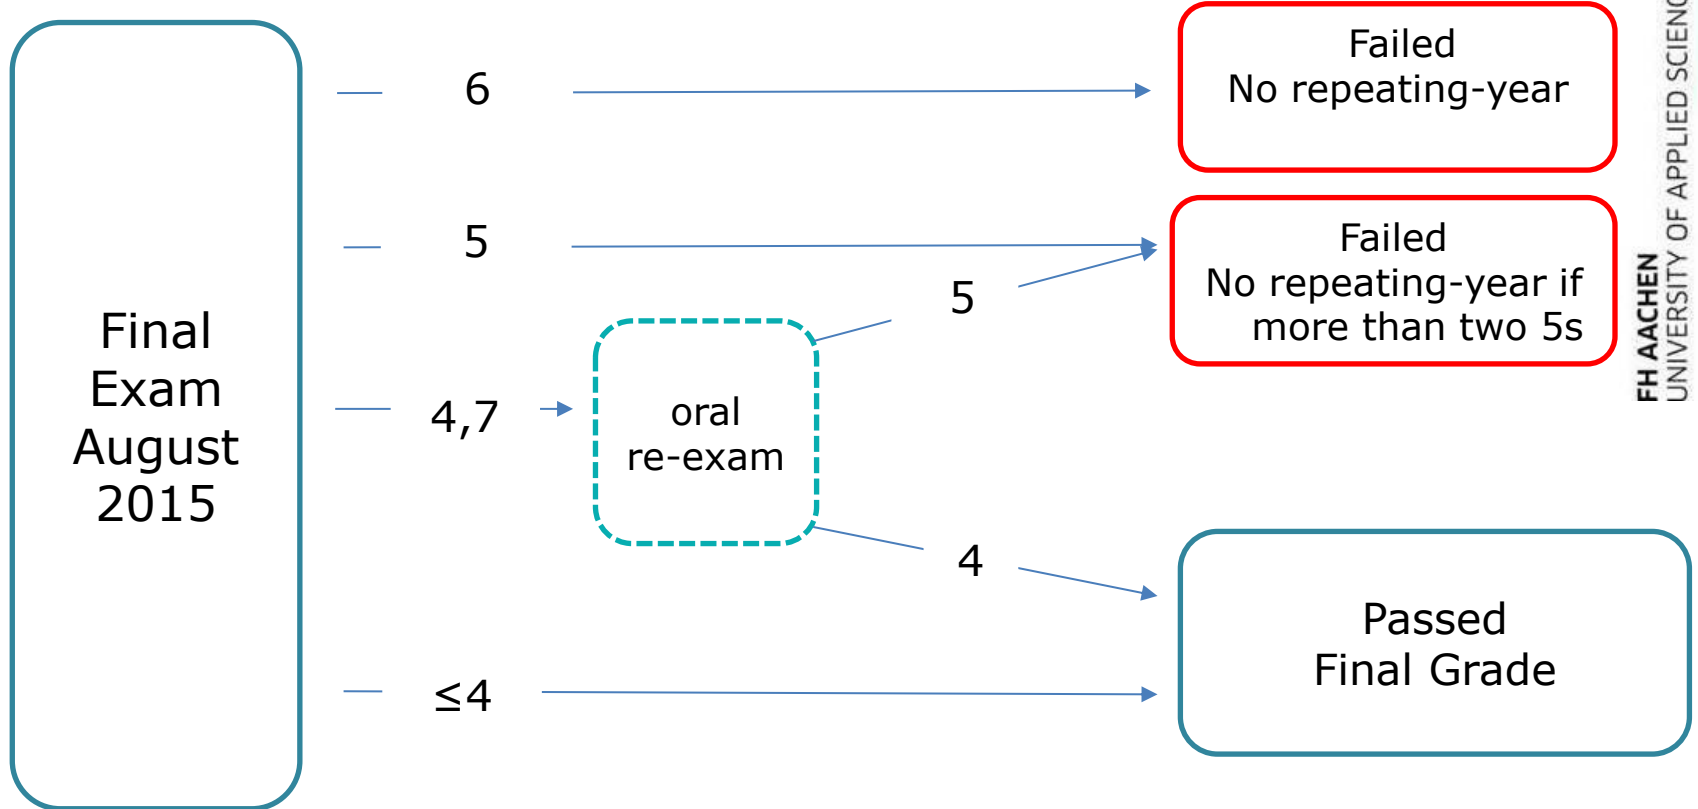 Final
Exam
August
2015
6
Failed
No repeating-year
5
Failed
No repeating-year if
more than two 5s
5
4,7
oral
re-exam
4
Passed
Final Grade
≤4
FH AACHEN
UNIVERSITY OF APPLIED